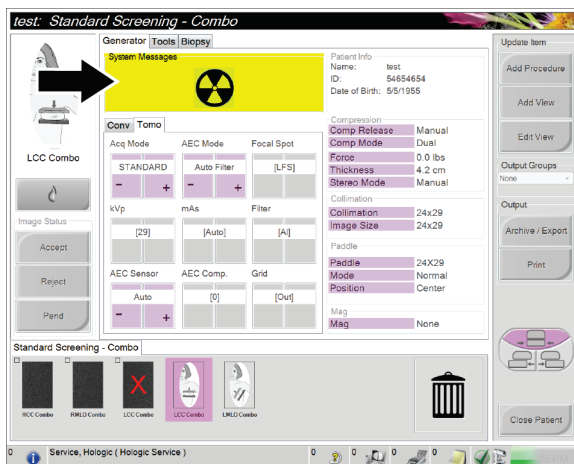 test: Standard Screening - Combo
Generator Tools Biopsy
System Messages
Patient Info
Name: test
ID: 54654654
Date of Birth: 5/5/1955
LCC Combo
Image Status
Accept
Reject
Pend
Conv Tomo
Acq Mode AEC Mode Focal Spot
STANDARD Auto Filter [LFS]
- + - +
kVp mAs Filter
[29] [Auto] [Al]
AEC Sensor AEC Comp. Grid
Auto [0] [Out]
- +
Compression
Comp Release Manual
Comp Mode Dual
Force 0.0 lbs
Thickness 4.2 cm
Stereo Mode Manual
Collimation
Collimation 24x29
Image Size 24x29
Paddle
Paddle 24X29
Mode Normal
Position Center
Mag
Mag None
Update Item
Add Procedure
Add View
Edit View
Output Groups
None
Output
Archive / Export
Print
Close Patient
Standard Screening - Combo
X
RCC Combo RMLO Combo LCC Combo LCC Combo LMLO Combo
0 Service, Hologic ( Hologic Service ) 0 0 0